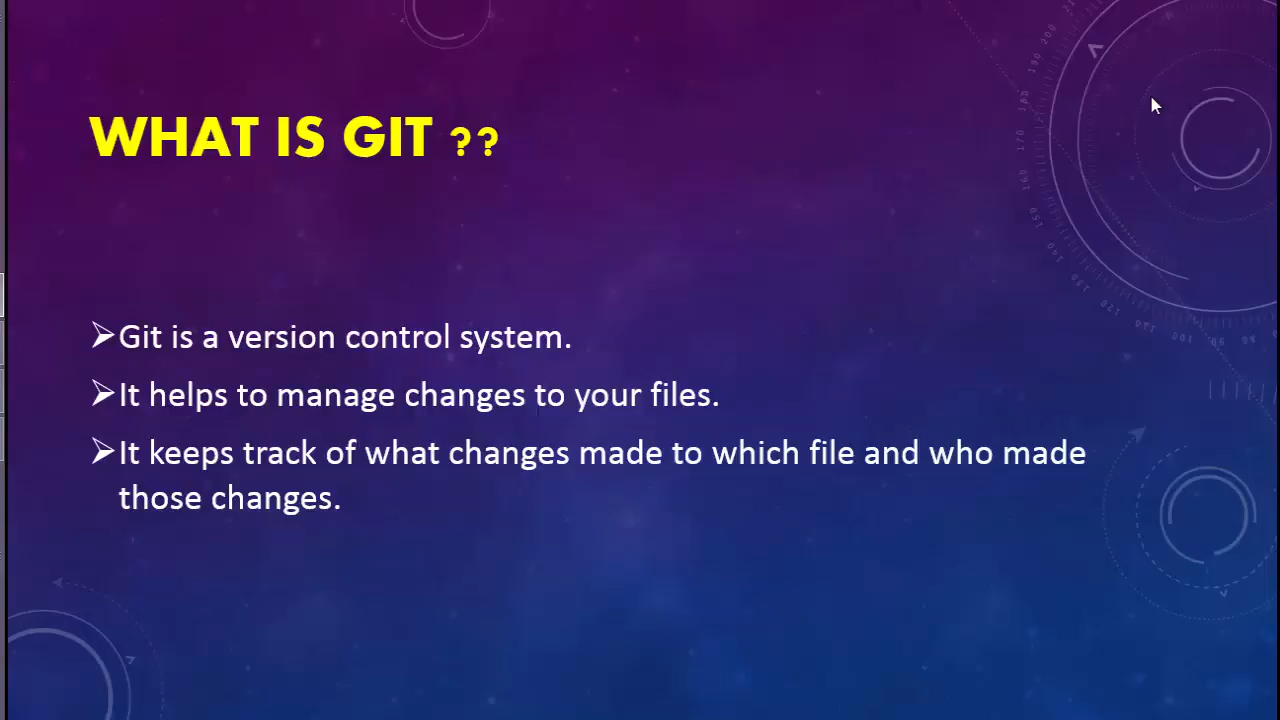 WHAT IS GIT ??
➢Git is a version control system.
➢It helps to manage changes to your files.
➢It keeps track of what changes made to which file and who made
those changes.